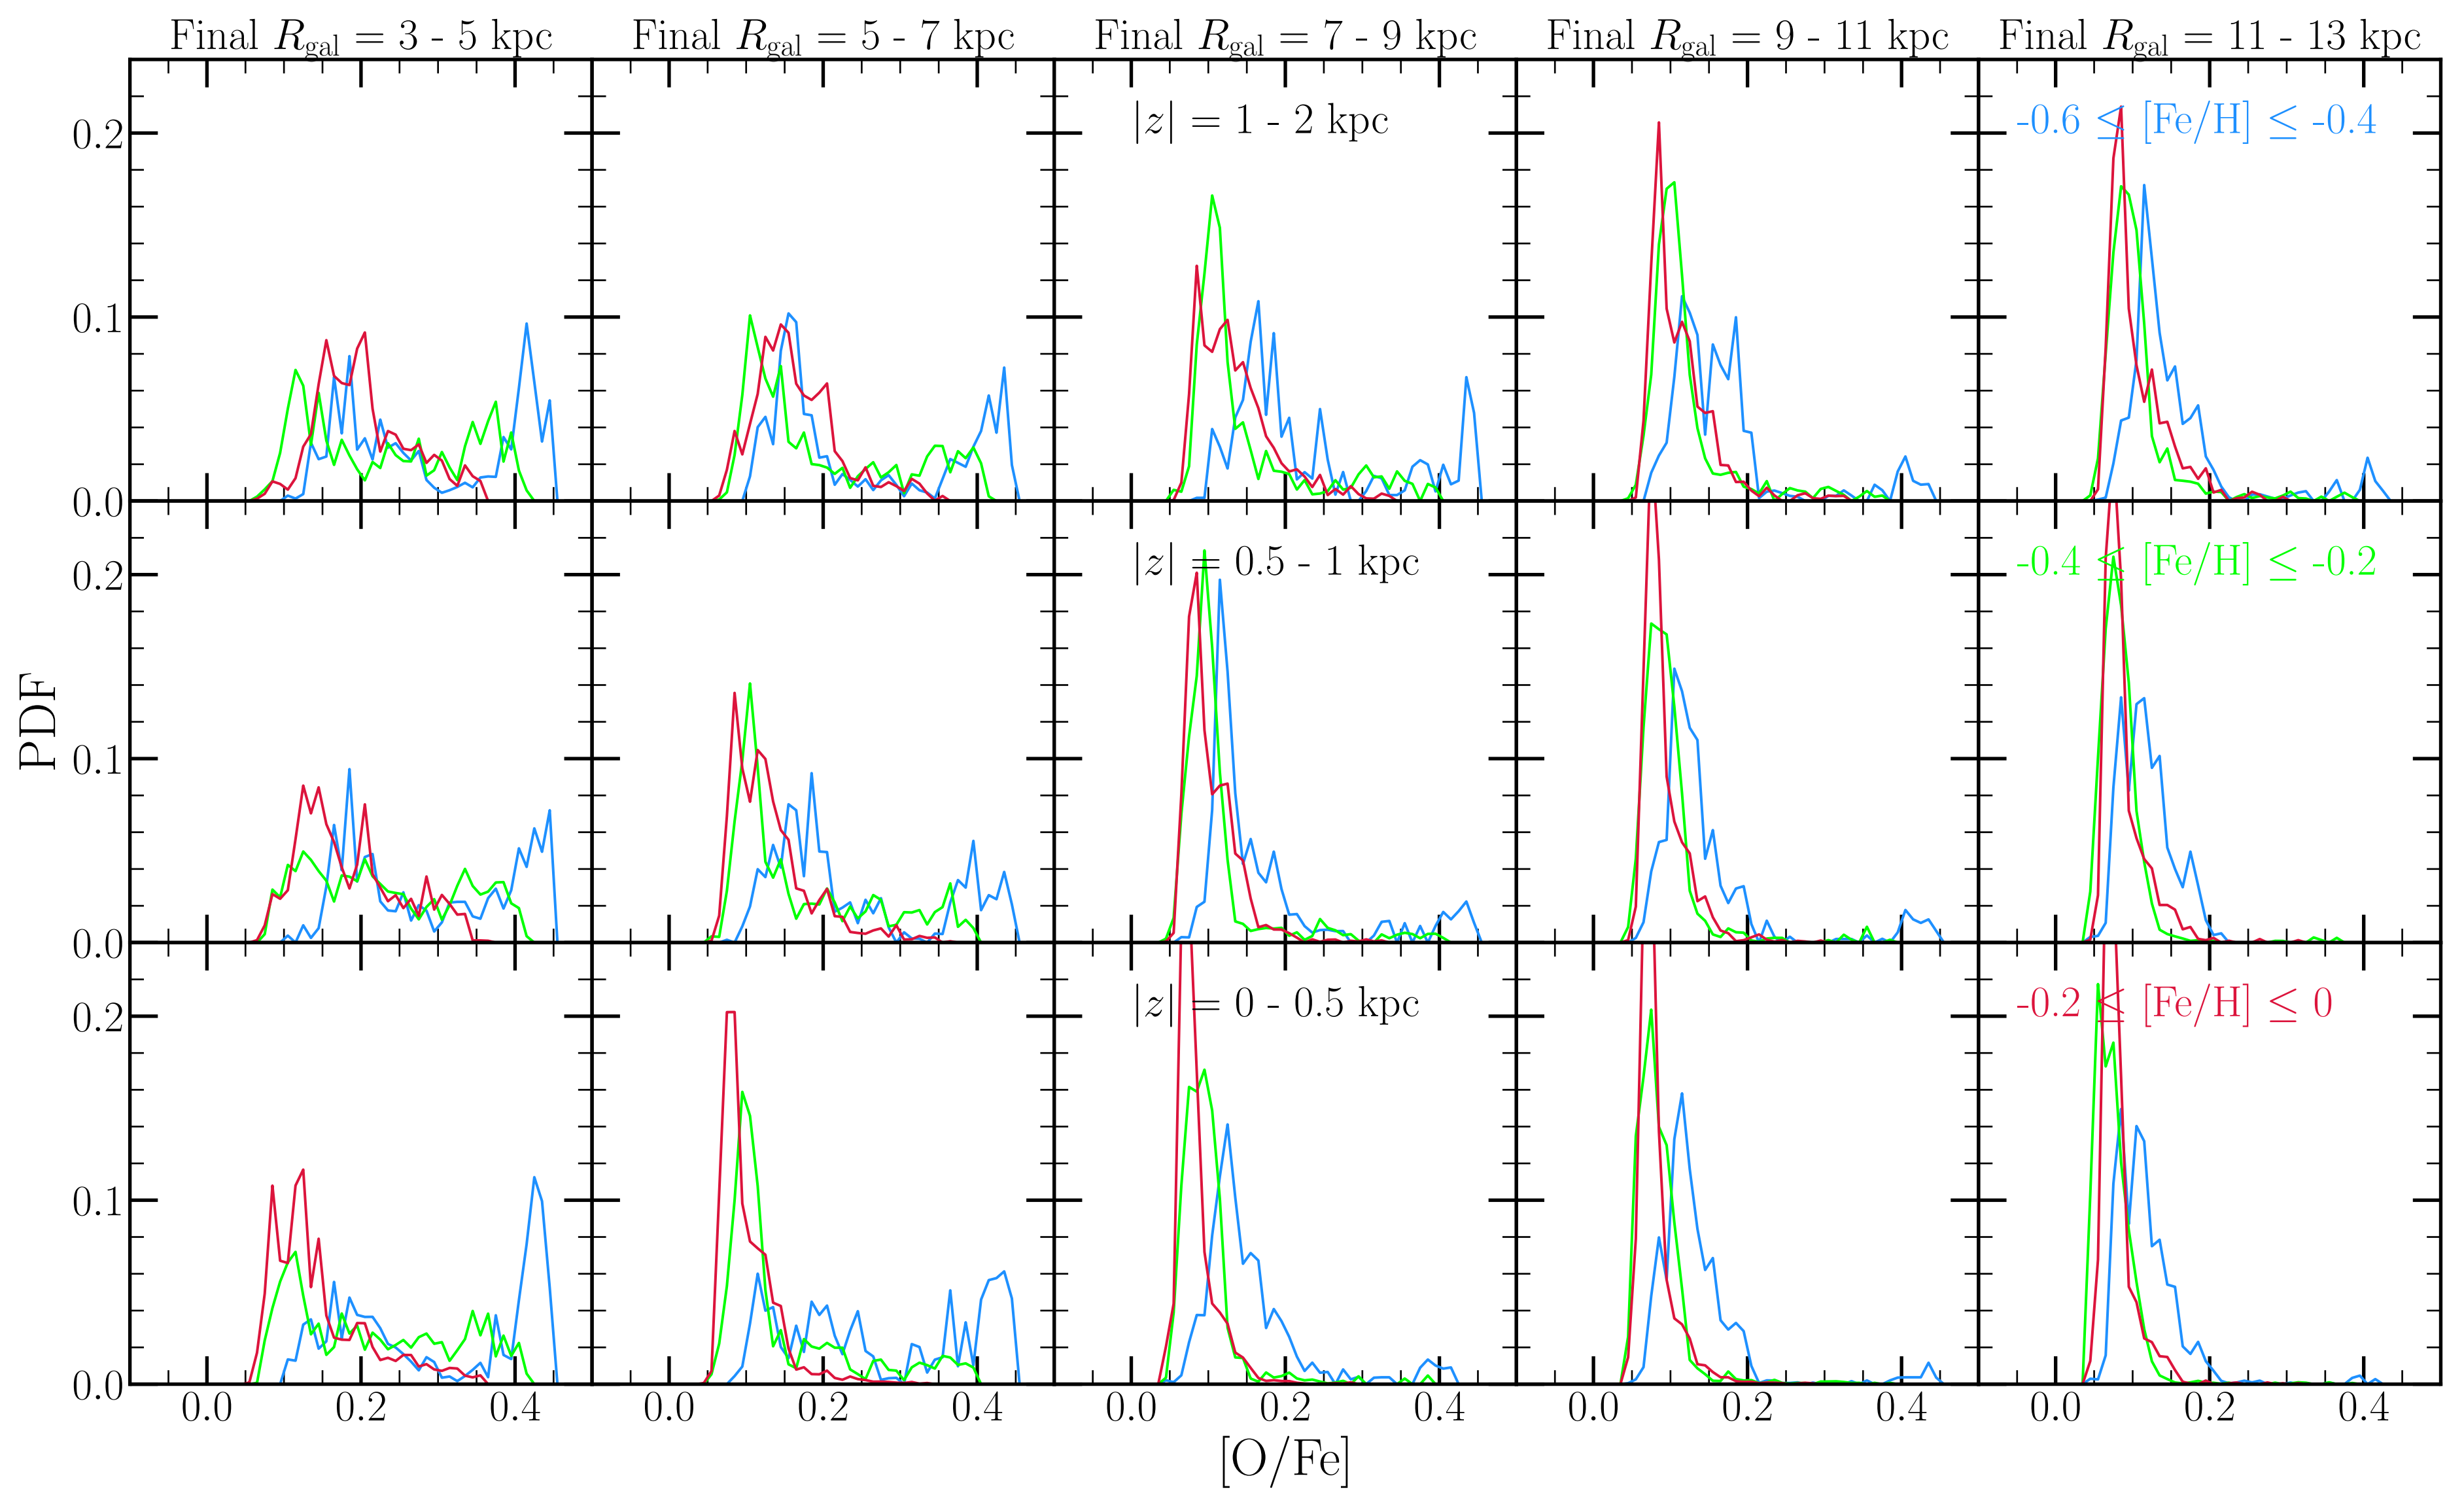 Final R_gal = 3 - 5 kpc
Final R_gal = 5 - 7 kpc
Final R_gal = 7 - 9 kpc
Final R_gal = 9 - 11 kpc
Final R_gal = 11 - 13 kpc
|z| = 1 - 2 kpc
-0.6 ≤ [Fe/H] ≤ -0.4
0.2
0.1
0.0
|z| = 0.5 - 1 kpc
-0.4 ≤ [Fe/H] ≤ -0.2
0.2
0.1
0.0
PDF
|z| = 0 - 0.5 kpc
-0.2 ≤ [Fe/H] ≤ 0
0.2
0.1
0.0
0.0 0.2 0.4
0.0 0.2 0.4
0.0 0.2 0.4
0.0 0.2 0.4
0.0 0.2 0.4
[O/Fe]